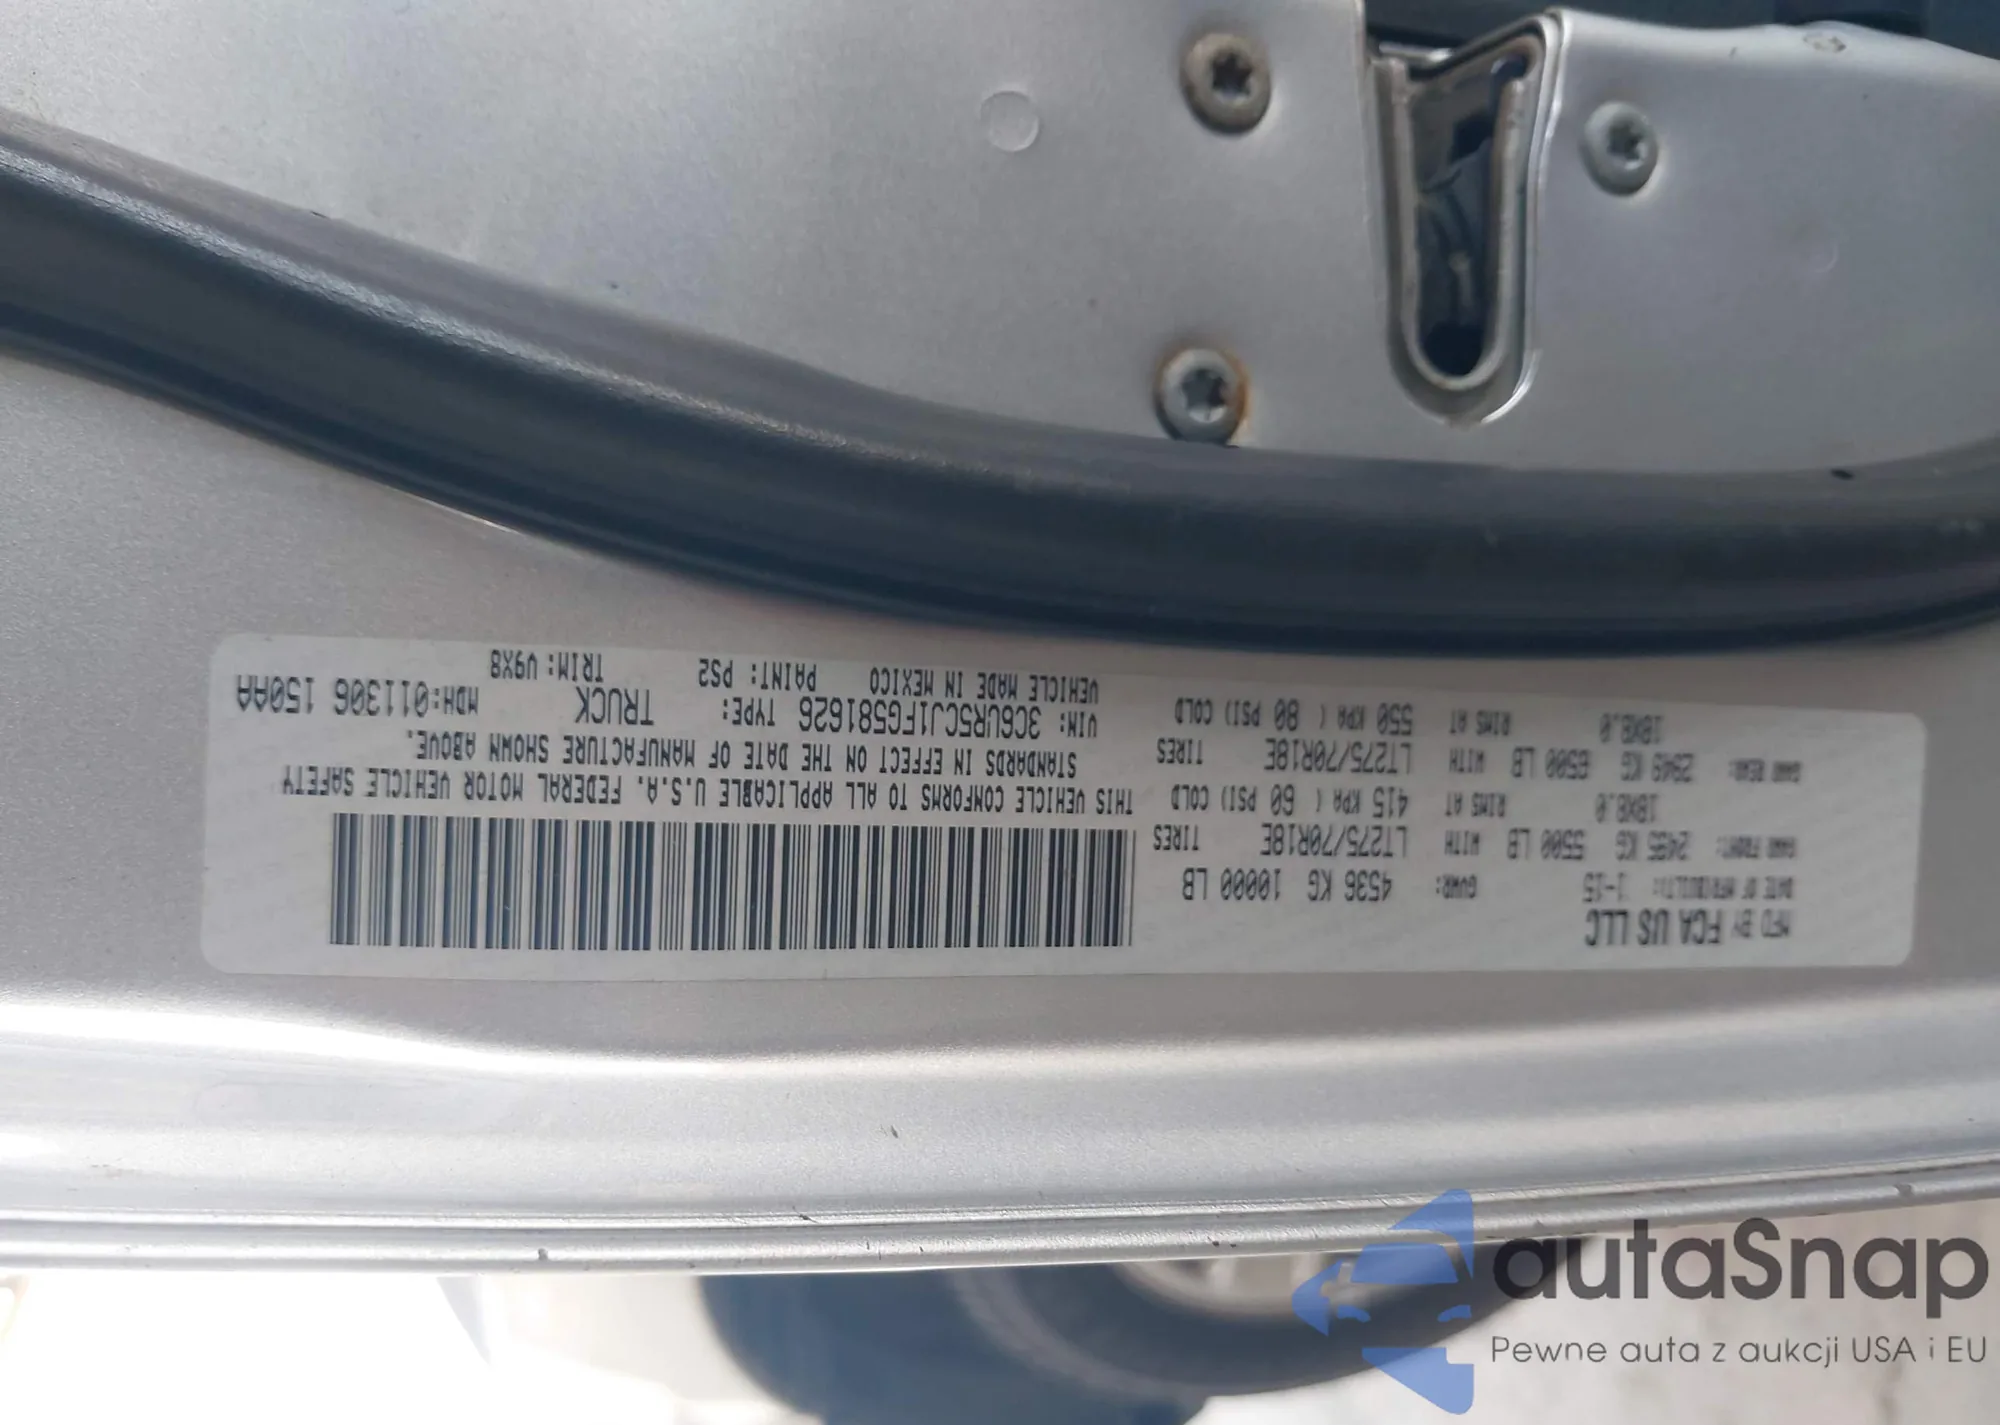 MFD BY FCA US LLC
DATE OF MFR(BUILT): 1-15 GVWR: 4536 KG 10000 LB
GAWR FRONT: 2495 KG 5500 LB WITH LT275/70R18E TIRES
18X8.0 RIMS AT 415 KPA ( 60 PSI) COLD
GAWR REAR: 2949 KG 6500 LB WITH LT275/70R18E TIRES
18X8.0 RIMS AT 550 KPA ( 80 PSI) COLD
THIS VEHICLE CONFORMS TO ALL APPLICABLE U.S.A. FEDERAL MOTOR VEHICLE SAFETY
STANDARDS IN EFFECT ON THE DATE OF MANUFACTURE SHOWN ABOVE.
VIN: 3C6UR5CJ1FG581626 TYPE: TRUCK MDH:011306 150AA
VEHICLE MADE IN MEXICO PAINT: PS2 TRIM: V9X8
autaSnap
Pewne auta z aukcji USA i EU